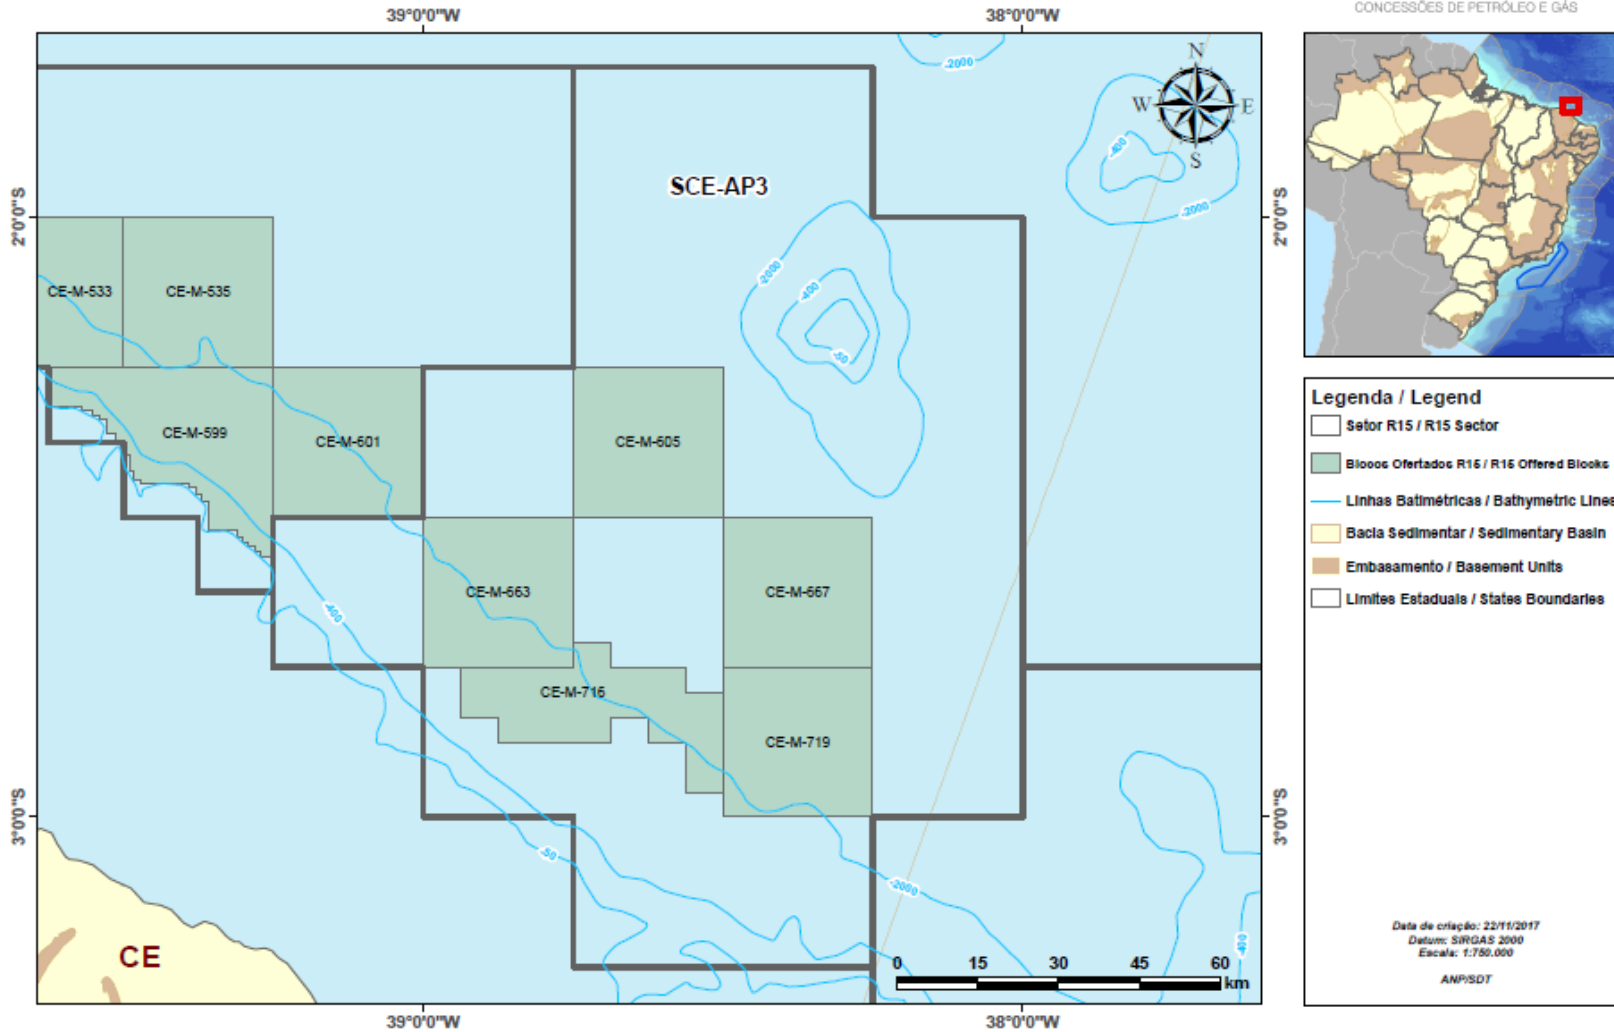 CONCESSÕES DE PETRÓLEO E GÁS
39°0'0"W
38°0'0"W
-2000
N
W
E
S
-400
-2000
SCE-AP3
2°0'0"S
2°0'0"S
-2000
-400
-50
CE-M-533
CE-M-535
CE-M-599
CE-M-601
CE-M-605
CE-M-663
CE-M-667
-400
CE-M-716
CE-M-719
3°0'0"S
3°0'0"S
-50
-2000
-400
CE
0
15
30
45
60
km
39°0'0"W
38°0'0"W
Legenda / Legend
Setor R15 / R15 Sector
Blocos Ofertados R15 / R15 Offered Blocks
Linhas Batimétricas / Bathymetric Lines
Bacia Sedimentar / Sedimentary Basin
Embasamento / Basement Units
Limites Estaduais / States Boundaries
Data de criação: 22/11/2017
Datum: SIRGAS 2000
Escala: 1:750.000
ANP/SDT